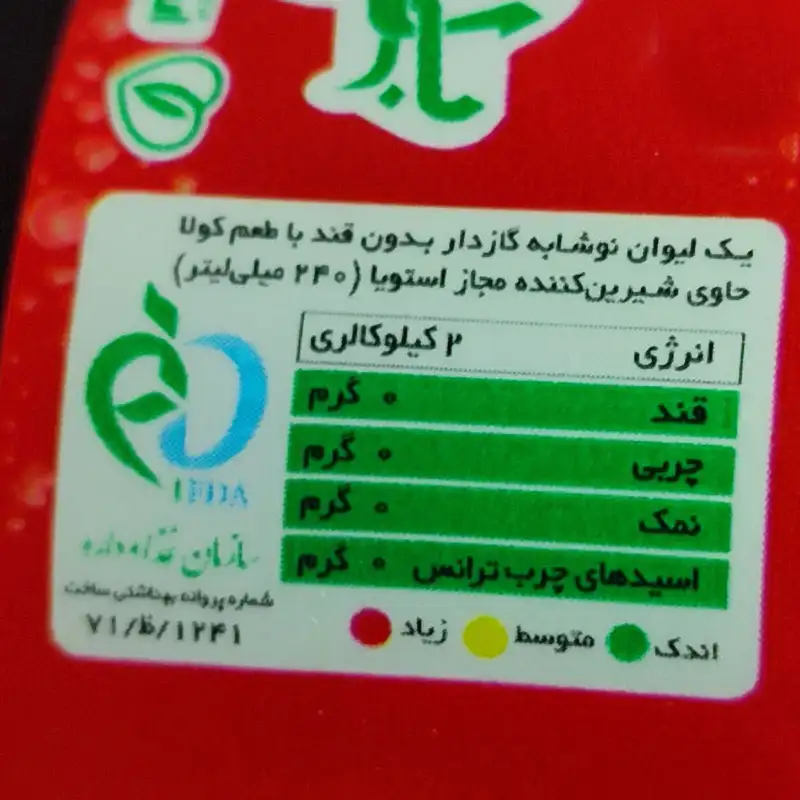 یک لیوان نوشابه گازدار بدون قند با طعم کولا
حاوی شیرین‌کننده مجاز استویا (۲۴۰ میلی‌لیتر)
انرژی ۲ کیلوکالری
قند ۰ گرم
چربی ۰ گرم
نمک ۰ گرم
اسیدهای چرب ترانس ۰ گرم
اندک متوسط زیاد
IFDA
سازمان غذا و دارو
شماره پروانه بهداشتی ساخت
۷۱/ظ/۱۲۴۱